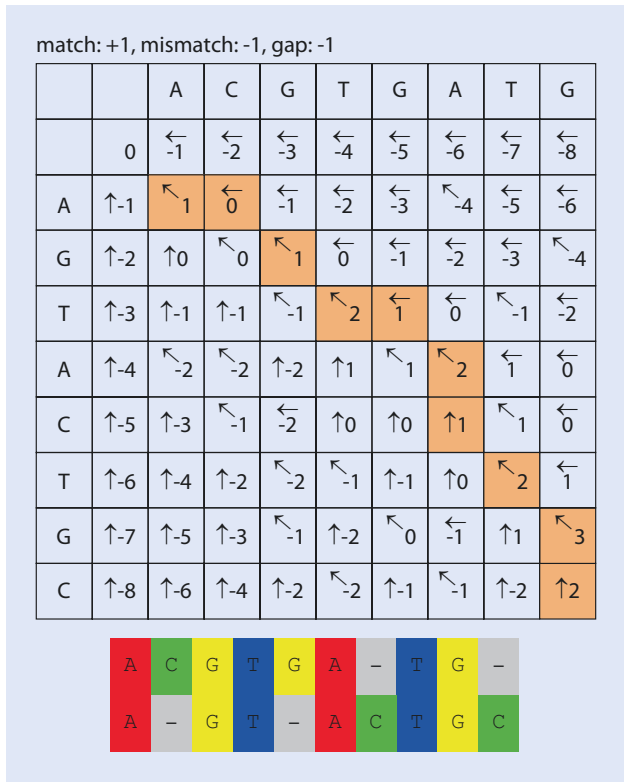 match: +1, mismatch: -1, gap: -1
A C G T G A T G
0 ←-1 ←-2 ←-3 ←-4 ←-5 ←-6 ←-7 ←-8
A ↑-1 ↖1 ←0 ←-1 ←-2 ←-3 ↖-4 ←-5 ←-6
G ↑-2 ↑0 ↖0 ↖1 ←0 ←-1 ←-2 ←-3 ↖-4
T ↑-3 ↑-1 ↑-1 ↖-1 ↖2 ←1 ←0 ↖-1 ←-2
A ↑-4 ↖-2 ↖-2 ↑-2 ↑1 ↖1 ↖2 ←1 ←0
C ↑-5 ↑-3 ↖-1 ←-2 ↑0 ↑0 ↑1 ↖1 ←0
T ↑-6 ↑-4 ↑-2 ↖-2 ↖-1 ↑-1 ↑0 ↖2 ←1
G ↑-7 ↑-5 ↑-3 ↖-1 ↑-2 ↖0 ←-1 ↑1 ↖3
C ↑-8 ↑-6 ↑-4 ↑-2 ↖-2 ↑-1 ↖-1 ↑-2 ↑2
A C G T G A – T G –
A – G T – A C T G C